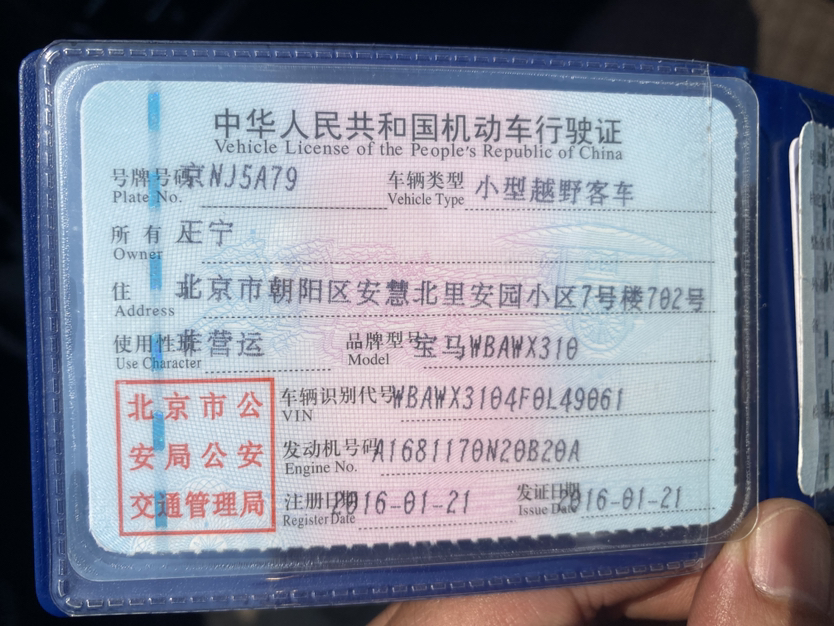 中华人民共和国机动车行驶证
Vehicle License of the People's Republic of China
号牌号码 京NJ5A79 车辆类型 小型越野客车
Plate No. Vehicle Type
所有人 正宁
Owner
住 北京市朝阳区安慧北里安园小区7号楼702号
Address
使用性质 非营运 品牌型号 宝马WBAWX310
Use Character Model
北京市公安局公安交通管理局
车辆识别代号 WBAWX3104F0L49061
VIN
发动机号码 A1681170N20B20A
Engine No.
注册日期 2016-01-21 发证日期 2016-01-21
Register Date Issue Date